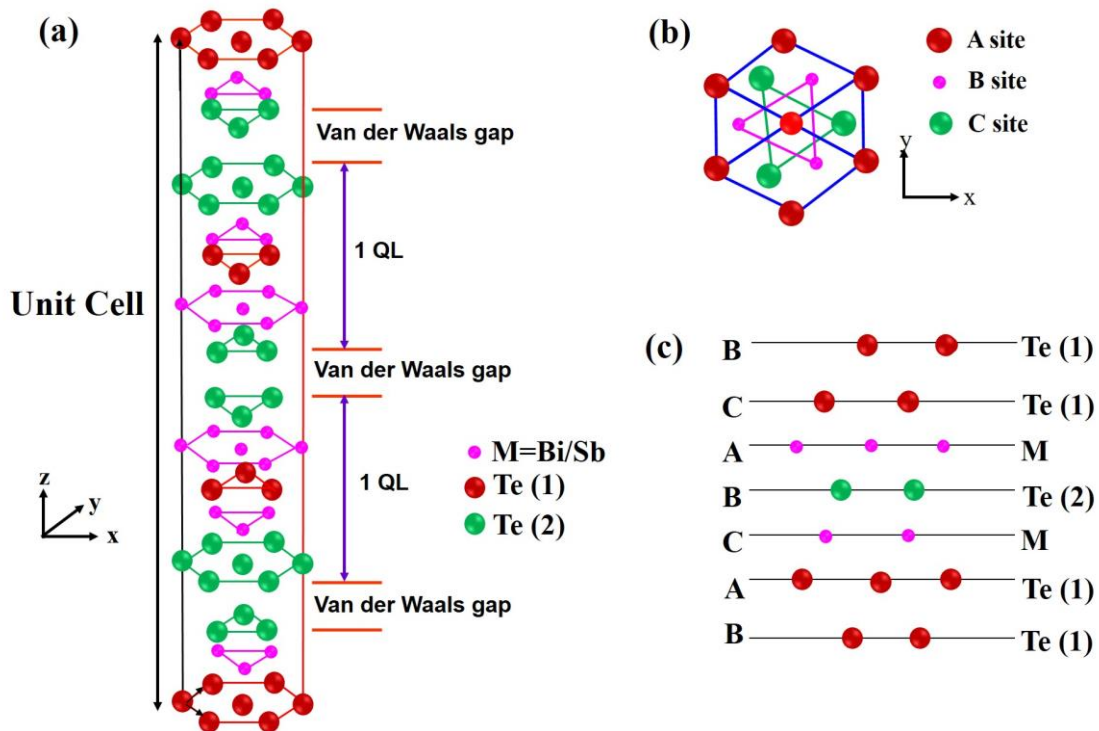 (a)
Van der Waals gap
1 QL
Unit Cell
Van der Waals gap
1 QL
Van der Waals gap
z
y
x
M=Bi/Sb
Te (1)
Te (2)
(b)
A site
B site
C site
y
x
(c)
B Te (1)
C Te (1)
A M
B Te (2)
C M
A Te (1)
B Te (1)